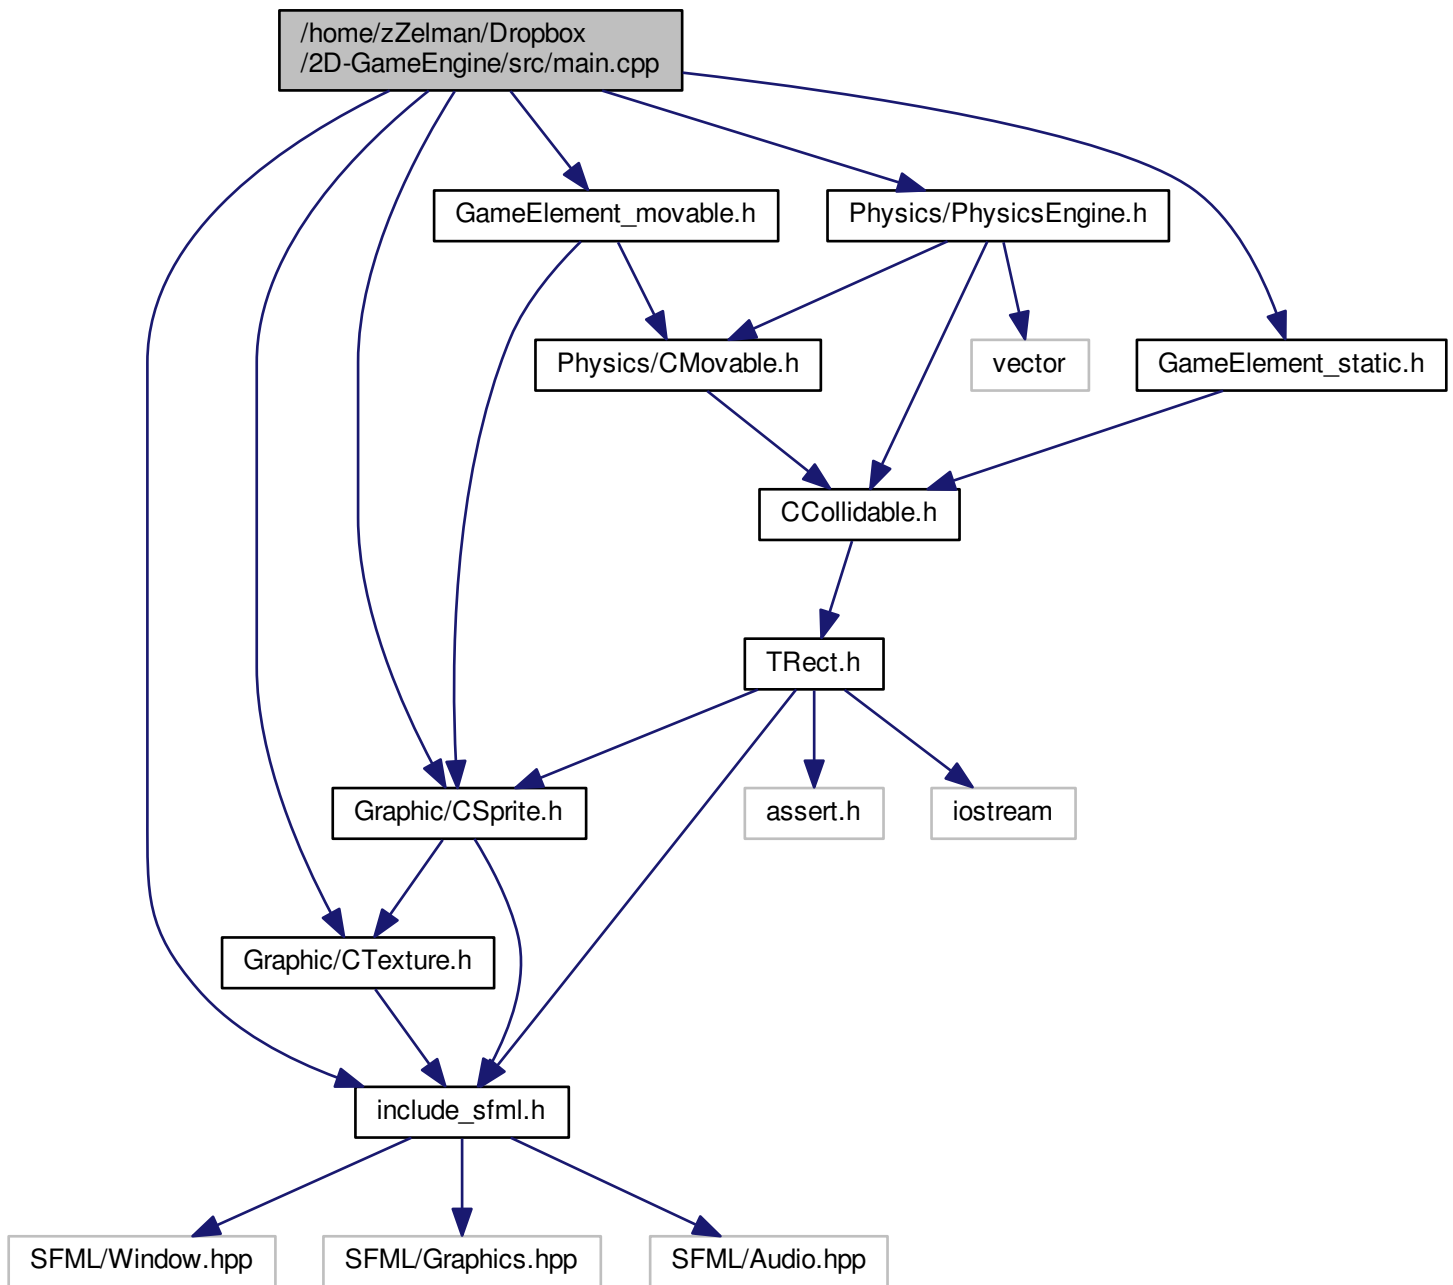 /home/zZelman/Dropbox
/2D-GameEngine/src/main.cpp
GameElement_movable.h
Physics/PhysicsEngine.h
Physics/CMovable.h
vector
GameElement_static.h
CCollidable.h
TRect.h
Graphic/CSprite.h
assert.h
iostream
Graphic/CTexture.h
include_sfml.h
SFML/Window.hpp
SFML/Graphics.hpp
SFML/Audio.hpp